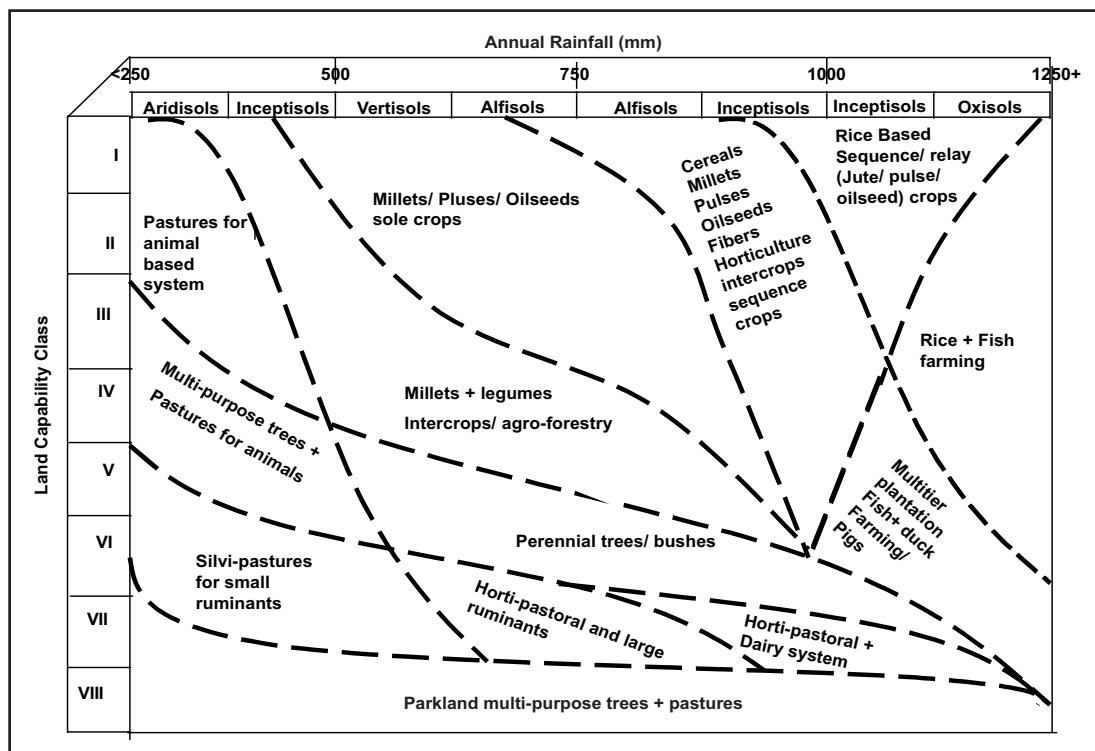 Annual Rainfall (mm)
<250 500 750 1000 1250+
Aridisols Inceptisols Vertisols Alfisols Alfisols Inceptisols Inceptisols Oxisols
Land Capability Class
I
II
III
IV
V
VI
VII
VIII
Pastures for
animal
based
system
Millets/ Pluses/ Oilseeds
sole crops
Cereals
Millets
Pulses
Oilseeds
Fibers
Horticulture
intercrops
sequence
crops
Rice Based
Sequence/ relay
(Jute/ pulse/
oilseed) crops
Rice + Fish
farming
Multi-purpose trees +
Pastures for animals
Millets + legumes
Intercrops/ agro-forestry
Multitier
plantation
Fish+ duck
Farming/
Pigs
Perennial trees/ bushes
Silvi-pastures
for small
ruminants
Horti-pastoral and large
ruminants
Horti-pastoral +
Dairy system
Parkland multi-purpose trees + pastures